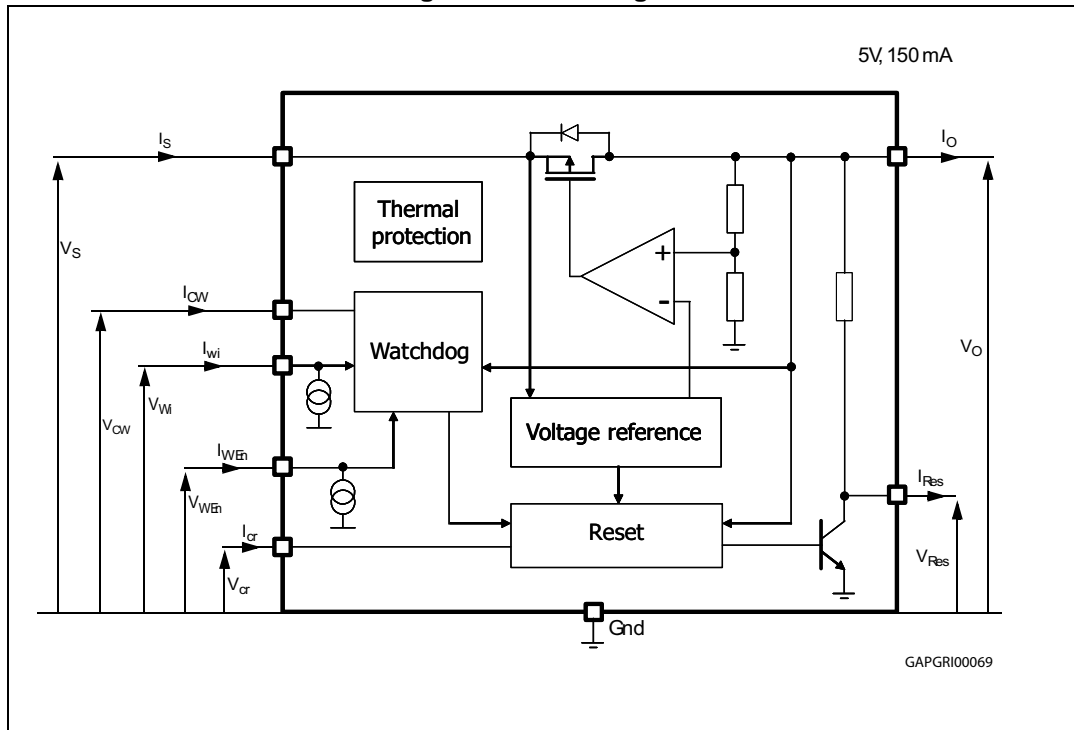 5V, 150 mA
I_S
I_O
Thermal
protection
V_S
+
-
I_CW
Watchdog
I_wi
V_O
V_Wi
V_CW
Voltage reference
I_WEn
I_Res
V_WEn
Reset
I_cr
V_Res
V_cr
Gnd
GAPGRI00069